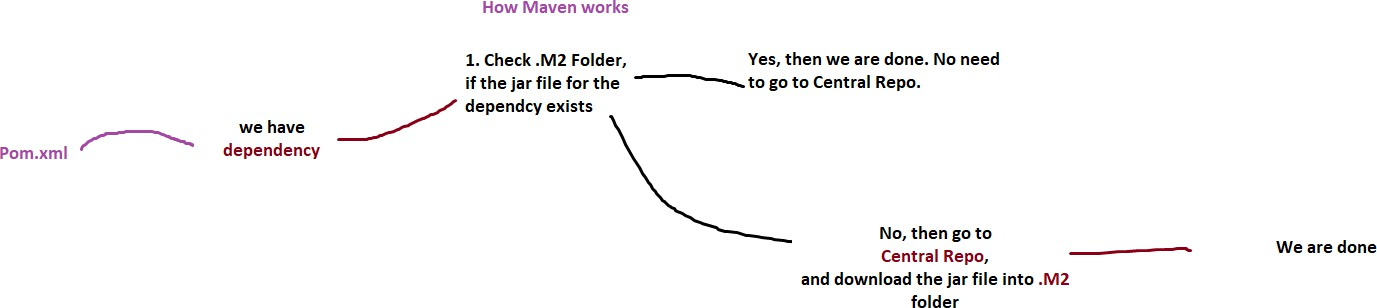 How Maven works
Pom.xml
we have
dependency
1. Check .M2 Folder,
if the jar file for the
dependcy exists
Yes, then we are done. No need
to go to Central Repo.
No, then go to
Central Repo,
and download the jar file into .M2
folder
We are done